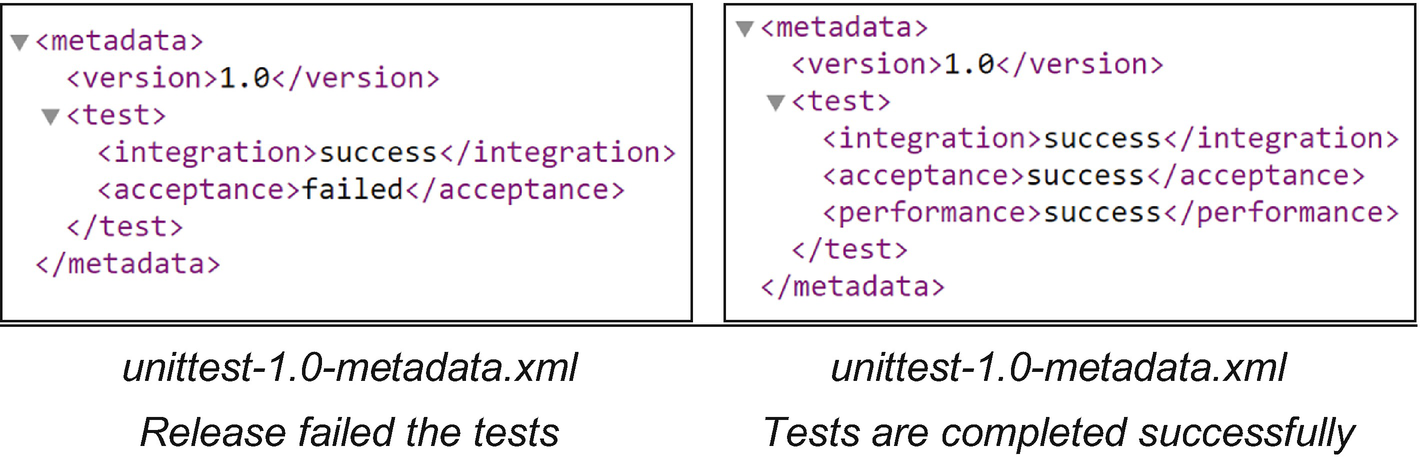 <metadata>
<version>1.0</version>
<test>
<integration>success</integration>
<acceptance>failed</acceptance>
</test>
</metadata>
unittest-1.0-metadata.xml
Release failed the tests
<metadata>
<version>1.0</version>
<test>
<integration>success</integration>
<acceptance>success</acceptance>
<performance>success</performance>
</test>
</metadata>
unittest-1.0-metadata.xml
Tests are completed successfully